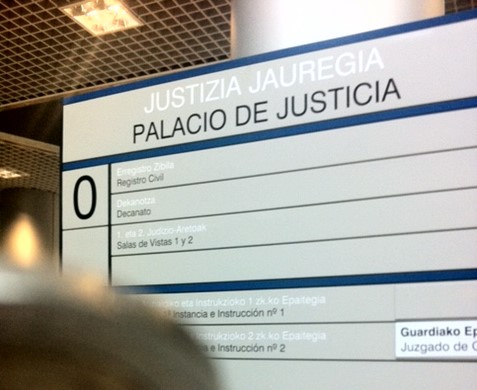 JUSTIZIA JAUREGIA
PALACIO DE JUSTICIA
0
Erregistro Zibila
Registro Civil
Dekanotza
Decanato
1. eta 2. Judizio-Aretoak
Salas de Vistas 1 y 2
eta Instrukzioko 1 zk.ko Epaitegia
Instancia e Instrucción nº 1
Instrukzioko 2 zk.ko Epaitegia
Instancia e Instrucción nº 2
Guardiako
Juzgado de